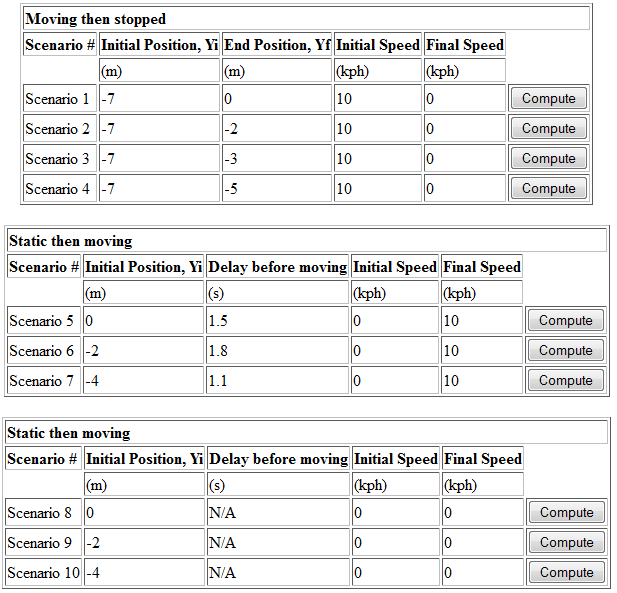 Moving then stopped
Scenario # Initial Position, Yi End Position, Yf Initial Speed Final Speed
(m) (m) (kph) (kph)
Scenario 1 -7 0 10 0 Compute
Scenario 2 -7 -2 10 0 Compute
Scenario 3 -7 -3 10 0 Compute
Scenario 4 -7 -5 10 0 Compute
Static then moving
Scenario # Initial Position, Yi Delay before moving Initial Speed Final Speed
(m) (s) (kph) (kph)
Scenario 5 0 1.5 0 10 Compute
Scenario 6 -2 1.8 0 10 Compute
Scenario 7 -4 1.1 0 10 Compute
Static then moving
Scenario # Initial Position, Yi Delay before moving Initial Speed Final Speed
(m) (s) (kph) (kph)
Scenario 8 0 N/A 0 0 Compute
Scenario 9 -2 N/A 0 0 Compute
Scenario 10 -4 N/A 0 0 Compute